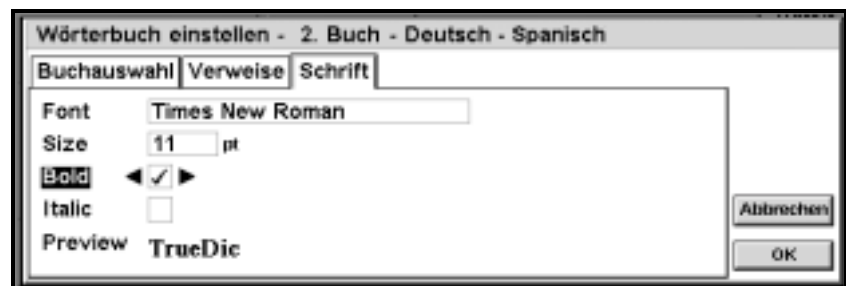 Wörterbuch einstellen - 2. Buch - Deutsch - Spanisch
Buchauswahl Verweise Schrift
Font Times New Roman
Size 11 pt
Bold ✓
Italic
Preview TrueDic
Abbrechen
OK